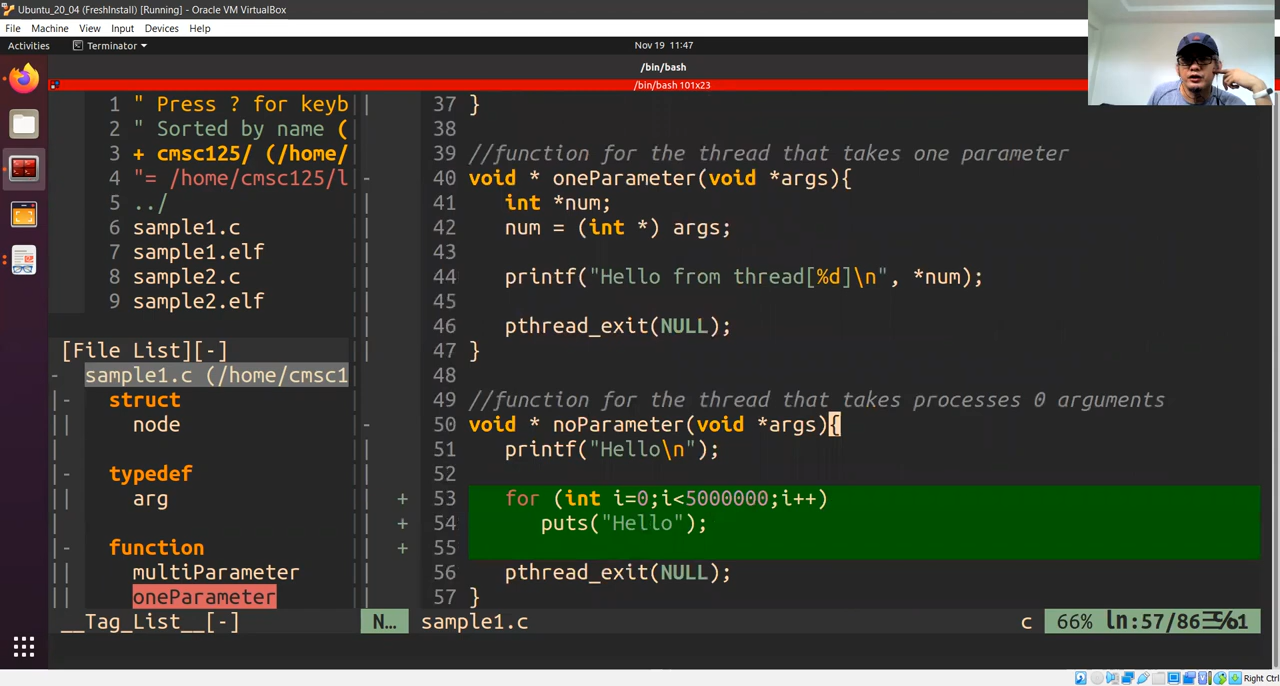 Ubuntu_20_04 (FreshInstall) [Running] - Oracle VM VirtualBox
File Machine View Input Devices Help
Activities Terminator Nov 19 11:47
/bin/bash
/bin/bash 101x23
1 " Press ? for keyb
2 " Sorted by name (
3 + cmsc125/ (/home/
4 "= /home/cmsc125/l
5 ../
6 sample1.c
7 sample1.elf
8 sample2.c
9 sample2.elf
[File List][-]
sample1.c (/home/cmsc1
struct
node
typedef
arg
function
multiParameter
oneParameter
__Tag_List__[-]
37 }
38
39 //function for the thread that takes one parameter
40 void * oneParameter(void *args){
41 int *num;
42 num = (int *) args;
43
44 printf("Hello from thread[%d]\n", *num);
45
46 pthread_exit(NULL);
47 }
48
49 //function for the thread that takes processes 0 arguments
50 void * noParameter(void *args){
51 printf("Hello\n");
52
53 for (int i=0;i<5000000;i++)
54 puts("Hello");
55
56 pthread_exit(NULL);
57 }
N... sample1.c c 66% ln:57/86
Right Ctrl